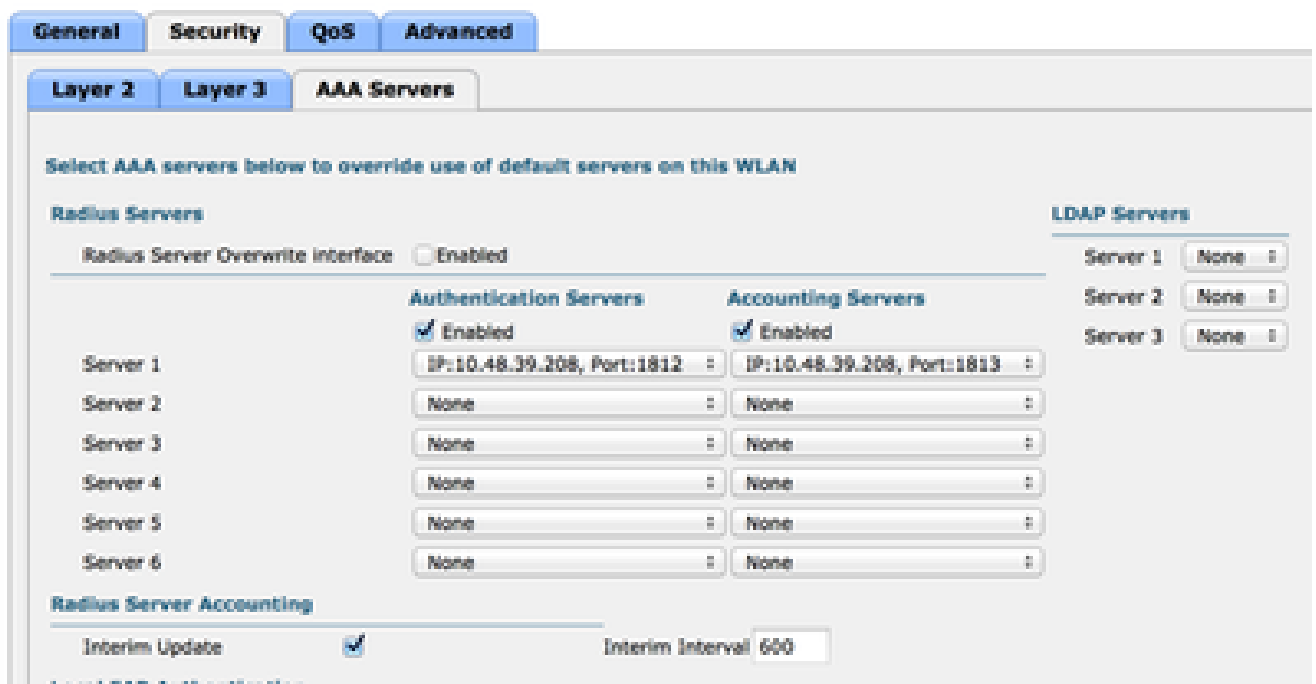 General Security QoS Advanced
Layer 2 Layer 3 AAA Servers
Select AAA servers below to override use of default servers on this WLAN
Radius Servers
LDAP Servers
Radius Server Overwrite interface Enabled
Server 1 None
Authentication Servers Accounting Servers
Server 2 None
Enabled Enabled
Server 3 None
Server 1 IP:10.48.39.208, Port:1812 IP:10.48.39.208, Port:1813
Server 2 None None
Server 3 None None
Server 4 None None
Server 5 None None
Server 6 None None
Radius Server Accounting
Interim Update Interim Interval 600